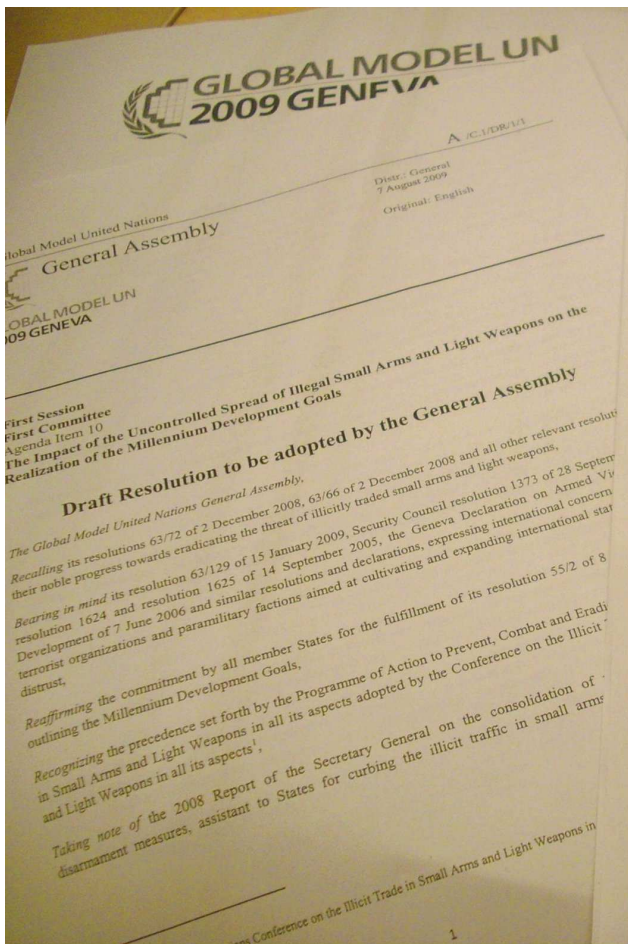 GLOBAL MODEL UN
2009 GENEVA
A /C.1/DR/1/1
Distr.: General
7 August 2009
Original: English
Global Model United Nations
General Assembly
GLOBAL MODEL UN
2009 GENEVA
First Session
First Committee
Agenda Item 10
The Impact of the Uncontrolled Spread of Illegal Small Arms and Light Weapons on the
Realization of the Millennium Development Goals
Draft Resolution to be adopted by the General Assembly
The Global Model United Nations General Assembly,
Recalling its resolutions 63/72 of 2 December 2008, 63/66 of 2 December 2008 and all other relevant resolut
their noble progress towards eradicating the threat of illicitly traded small arms and light weapons,
Bearing in mind its resolution 63/129 of 15 January 2009, Security Council resolution 1373 of 28 Septem
resolution 1624 and resolution 1625 of 14 September 2005, the Geneva Declaration on Armed Vi
Development of 7 June 2006 and similar resolutions and declarations, expressing international concern
terrorist organizations and paramilitary factions aimed at cultivating and expanding international
distrust,
Reaffirming the commitment by all member States for the fulfillment of its resolution 55/2 of 8
outlining the Millennium Development Goals,
Recognizing the precedence set forth by the Programme of Action to Prevent, Combat and Eradi
in Small Arms and Light Weapons in all its aspects adopted by the Conference on the Illicit
and Light Weapons in all its aspects¹,
Taking note of the 2008 Report of the Secretary General on the consolidation of
disarmament measures, assistant to States for curbing the illicit traffic in small arms
ons Conference on the Illicit Trade in Small Arms and Light Weapons in
1